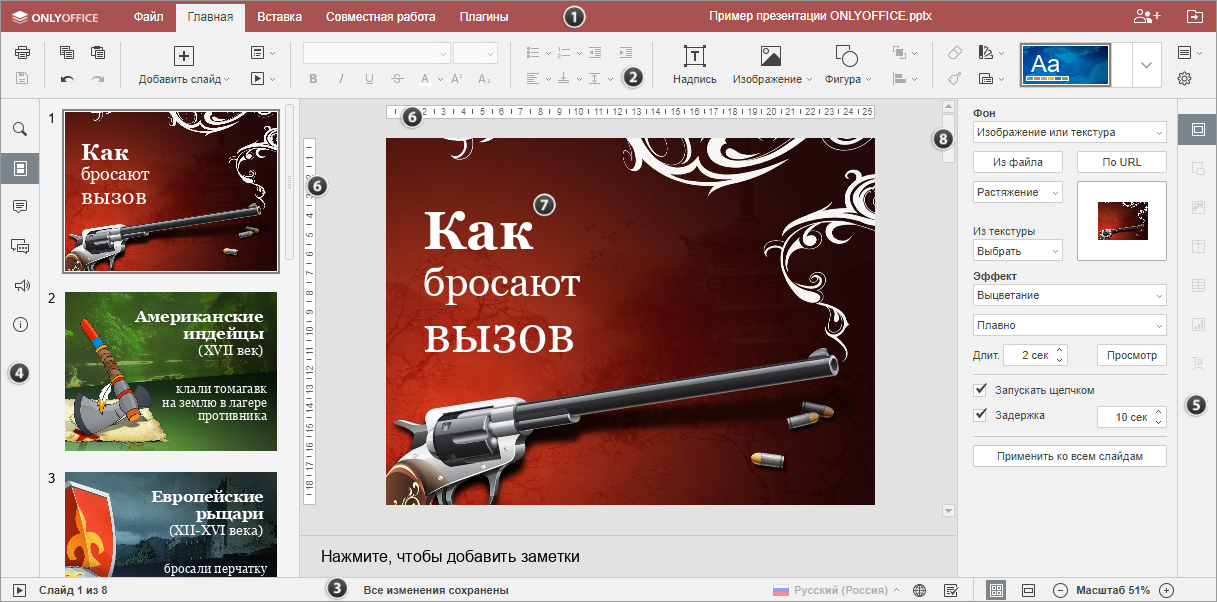 ONLYOFFICE Файл Главная Вставка Совместная работа Плагины 1 Пример презентации ONLYOFFICE.pptx
Добавить слайд
B I U S A A² A₂
2
Надпись Изображение Фигура
Aa
1
Как
бросают
вызов
2
Американские
индейцы
(XVII век)
клали томагавк
на землю в лагере
противника
3
Европейские
рыцари
(XII-XVI века)
бросали перчатку
4
6 2 3 4 5 6 7 8 9 10 11 12 13 14 15 16 17 18 19 20 21 22 23 24 25
6
1 2 3 4 5 6 7 8 9 10 11 12 13 14 15 16 17 18
7
Как
бросают
вызов
8
Нажмите, чтобы добавить заметки
Фон
Изображение или текстура
Из файла По URL
Растяжение
Из текстуры
Выбрать
Эффект
Выцветание
Плавно
Длит. 2 сек Просмотр
Запускать щелчком
Задержка 10 сек
Применить ко всем слайдам
5
Слайд 1 из 8 3 Все изменения сохранены Русский (Россия) Масштаб 51%